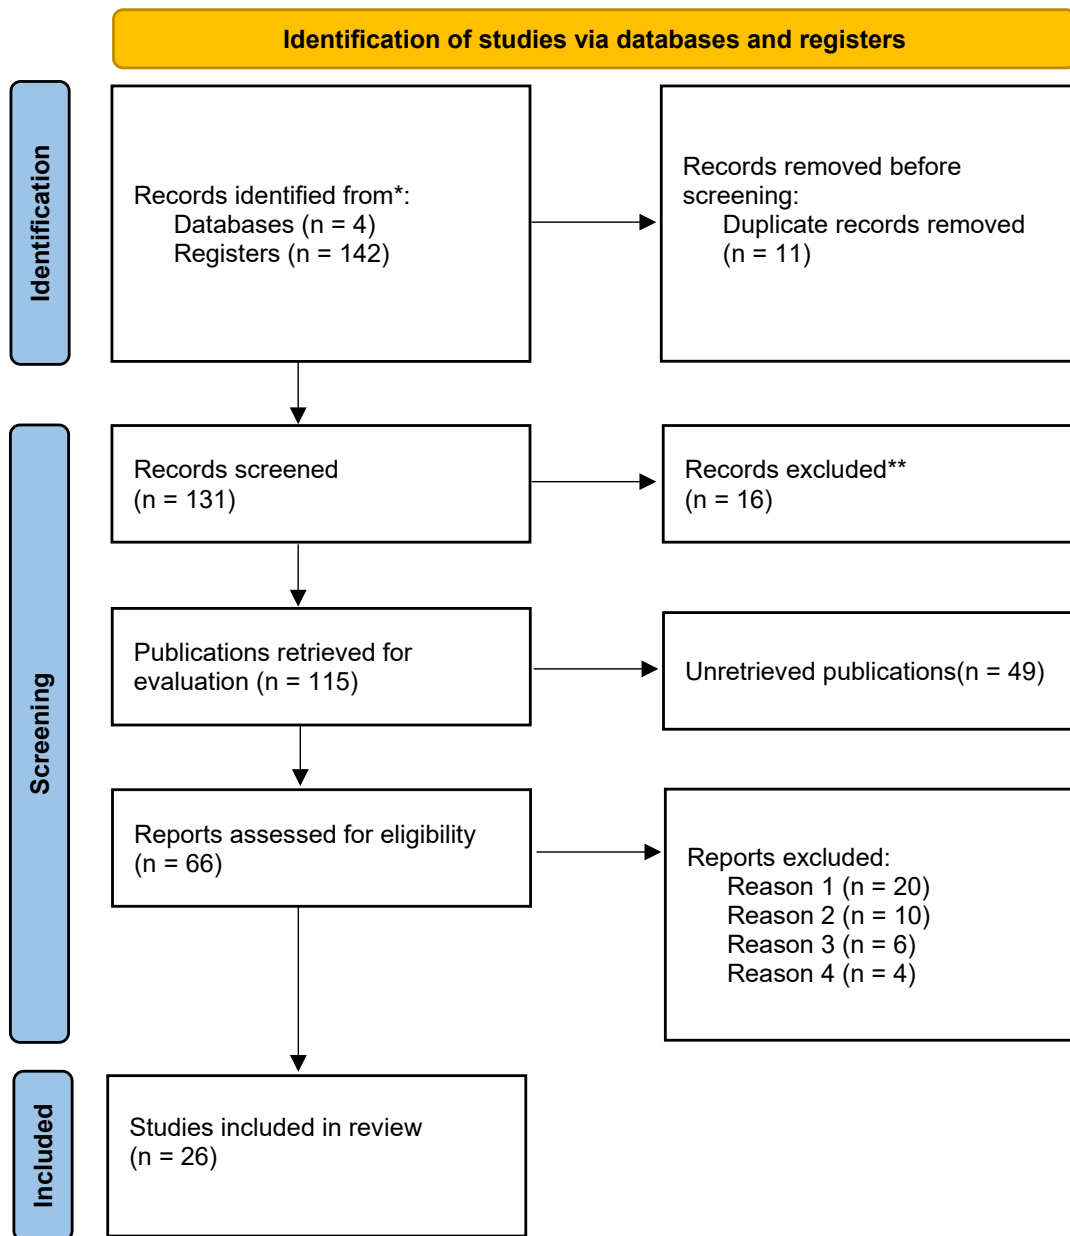 Identification of studies via databases and registers
Identification
Records identified from*:
Databases (n = 4)
Registers (n = 142)
Records removed before
screening:
Duplicate records removed
(n = 11)
Screening
Records screened
(n = 131)
Records excluded**
(n = 16)
Publications retrieved for
evaluation (n = 115)
Unretrieved publications(n = 49)
Reports assessed for eligibility
(n = 66)
Reports excluded:
Reason 1 (n = 20)
Reason 2 (n = 10)
Reason 3 (n = 6)
Reason 4 (n = 4)
Included
Studies included in review
(n = 26)